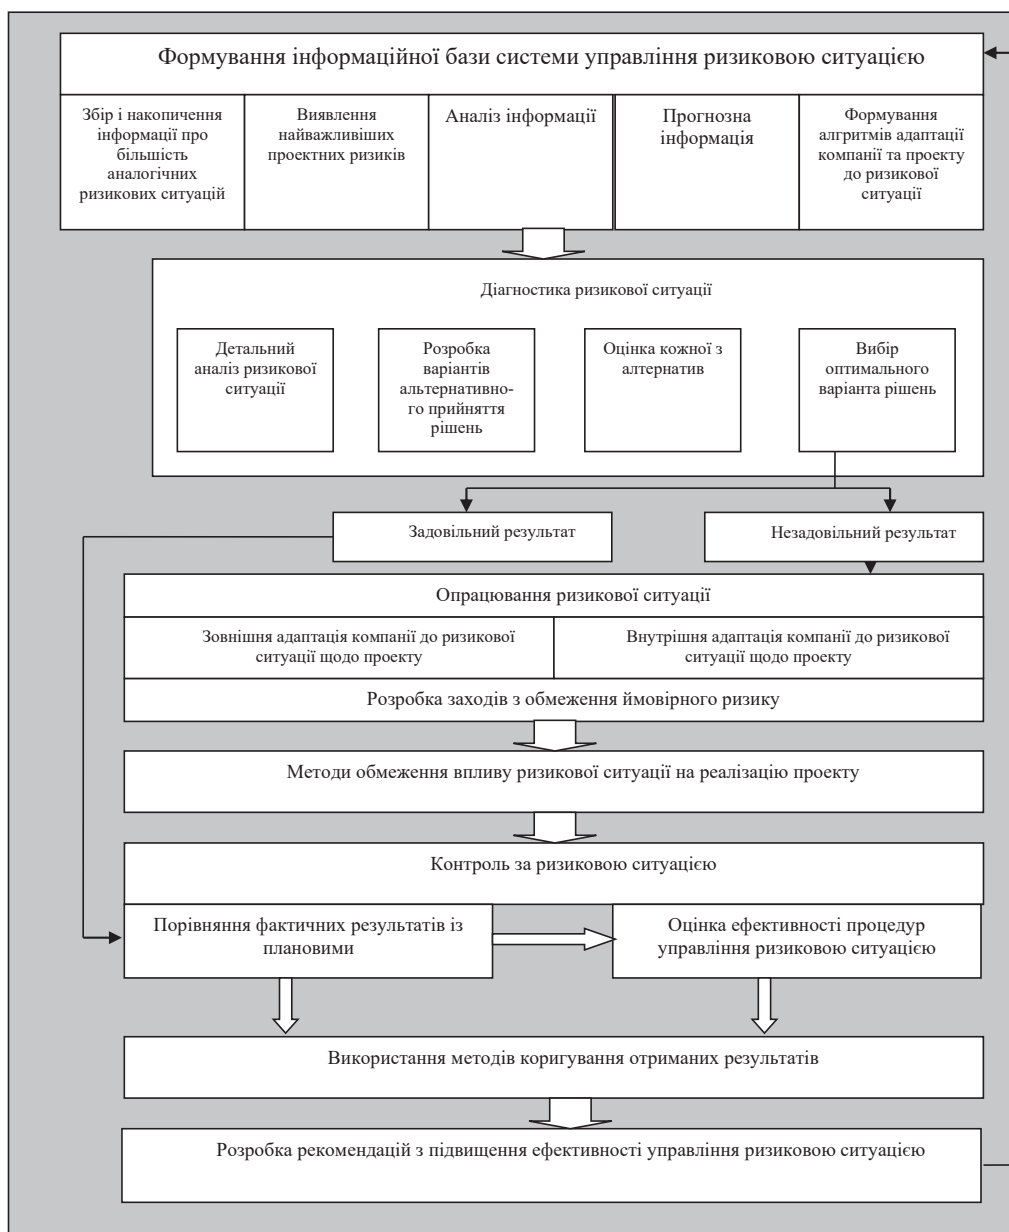 Формування інформаційної бази системи управління ризиковою ситуацією
Збір і накопичення
інформації про
більшість
аналогічних
ризикових ситуацій
Виявлення
найважливіших
проектних ризиків
Аналіз інформації
Прогнозна
інформація
Формування
алгритмів адаптації
компанії та проекту
до ризикової
ситуації
Діагностика ризикової ситуації
Детальний
аналіз ризикової
ситуації
Розробка
варіантів
альтернативно-
го прийняття
рішень
Оцінка кожної з
алтернатив
Вибір
оптимального
варіанта рішень
Задовільний результат
Незадовільний результат
Опрацювання ризикової ситуації
Зовнішня адаптація компанії до ризикової
ситуації щодо проекту
Внутрішня адаптація компанії до ризикової
ситуації щодо проекту
Розробка заходів з обмеження ймовірного ризику
Методи обмеження впливу ризикової ситуації на реалізацію проекту
Контроль за ризиковою ситуацією
Порівняння фактичних результатів із
плановими
Оцінка ефективності процедур
управління ризиковою ситуацією
Використання методів коригування отриманих результатів
Розробка рекомендацій з підвищення ефективності управління ризиковою ситуацією